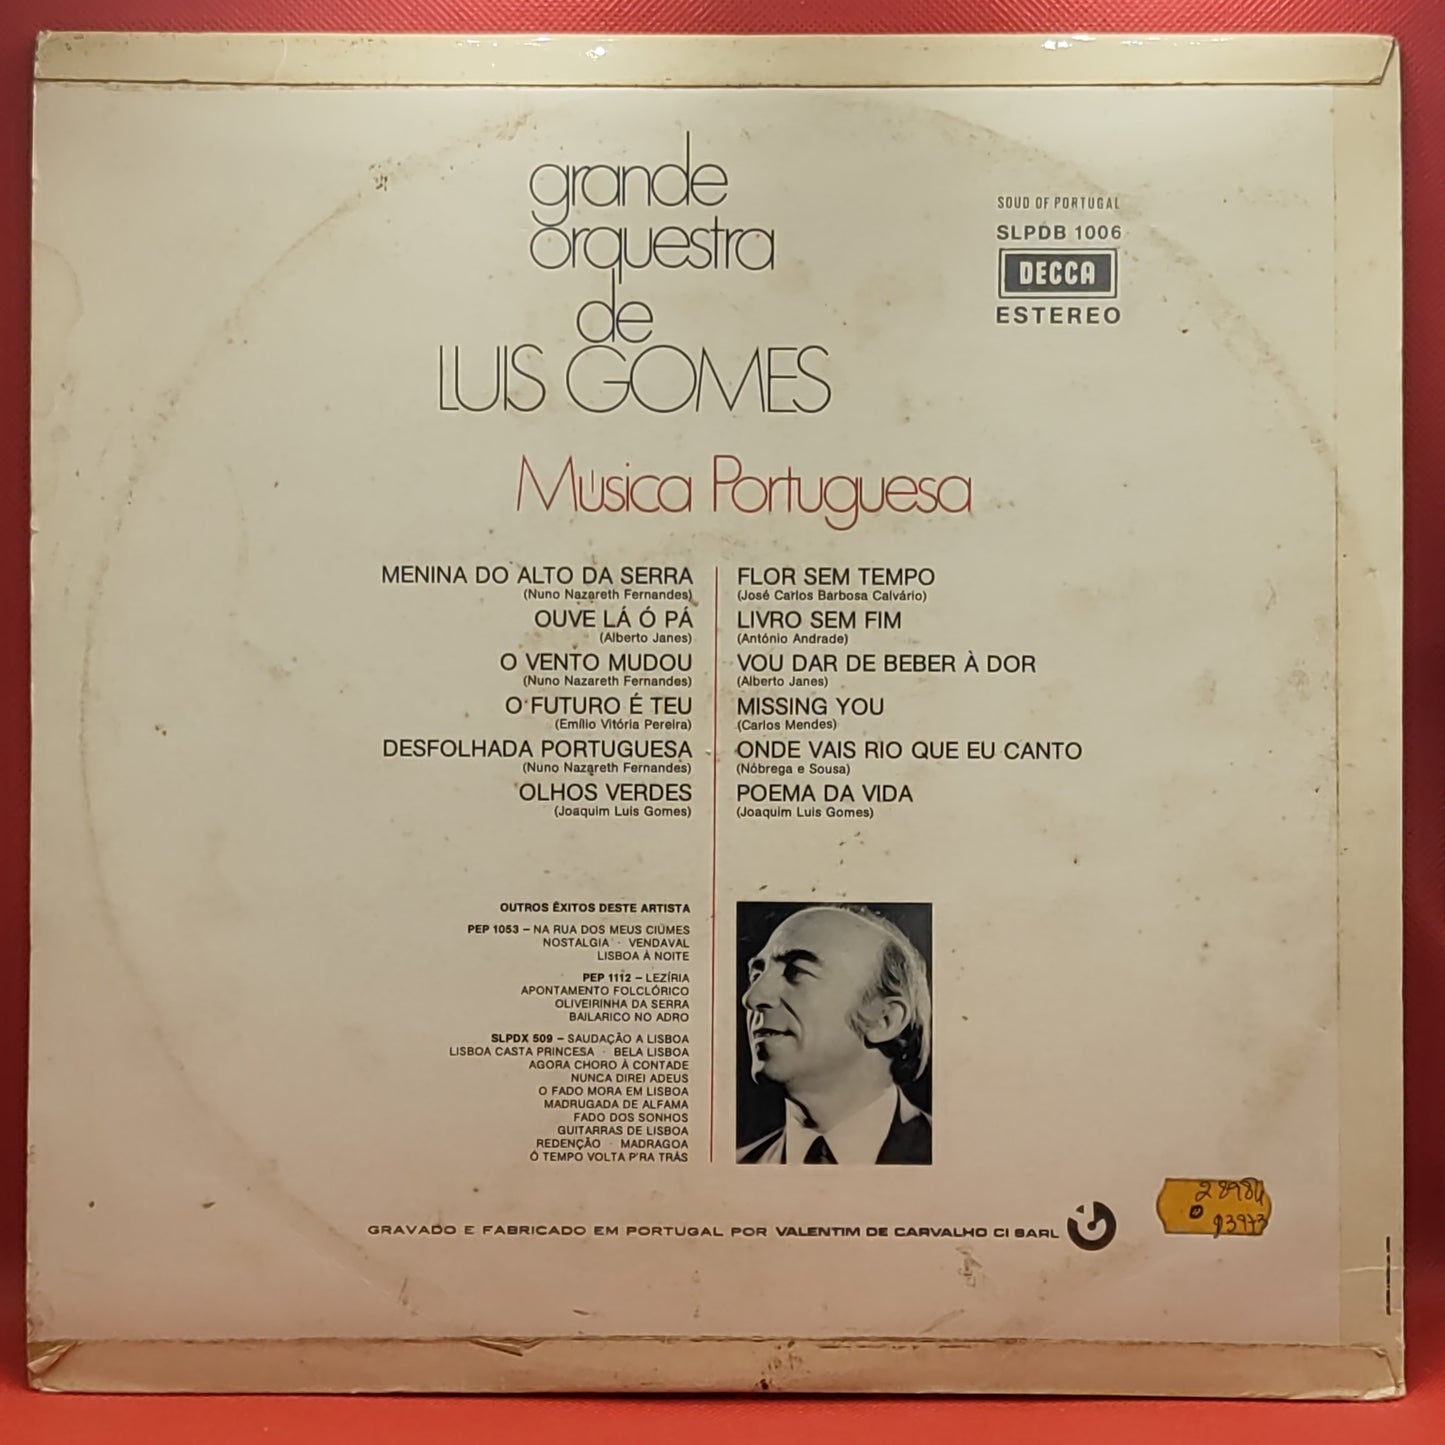 grande
orquestra
de
LUIS GOMES
SOUD OF PORTUGAL
SLPDB 1006
DECCA
ESTEREO
Música Portuguesa
MENINA DO ALTO DA SERRA
(Nuno Nazareth Fernandes)
OUVE LÁ Ó PÁ
(Alberto Janes)
O VENTO MUDOU
(Nuno Nazareth Fernandes)
O FUTURO É TEU
(Emílio Vitória Pereira)
DESFOLHADA PORTUGUESA
(Nuno Nazareth Fernandes)
OLHOS VERDES
(Joaquim Luis Gomes)
FLOR SEM TEMPO
(José Carlos Barbosa Calvário)
LIVRO SEM FIM
(António Andrade)
VOU DAR DE BEBER À DOR
(Alberto Janes)
MISSING YOU
(Carlos Mendes)
ONDE VAIS RIO QUE EU CANTO
(Nóbrega e Sousa)
POEMA DA VIDA
(Joaquim Luis Gomes)
OUTROS ÊXITOS DESTE ARTISTA
PEP 1053 – NA RUA DOS MEUS CIÚMES
NOSTALGIA · VENDAVAL
LISBOA À NOITE
PEP 1112 – LEZÍRIA
APONTAMENTO FOLCLÓRICO
OLIVEIRINHA DA SERRA
BAILARICO NO ADRO
SLPDX 509 – SAUDAÇÃO A LISBOA
LISBOA CASTA PRINCESA · BELA LISBOA
AGORA CHORO À CONTADE
NUNCA DIREI ADEUS
O FADO MORA EM LISBOA
MADRUGADA DE ALFAMA
FADO DOS SONHOS
GUITARRAS DE LISBOA
REDENÇÃO · MADRAGOA
Ó TEMPO VOLTA P'RA TRÁS
GRAVADO E FABRICADO EM PORTUGAL POR VALENTIM DE CARVALHO CI SARL